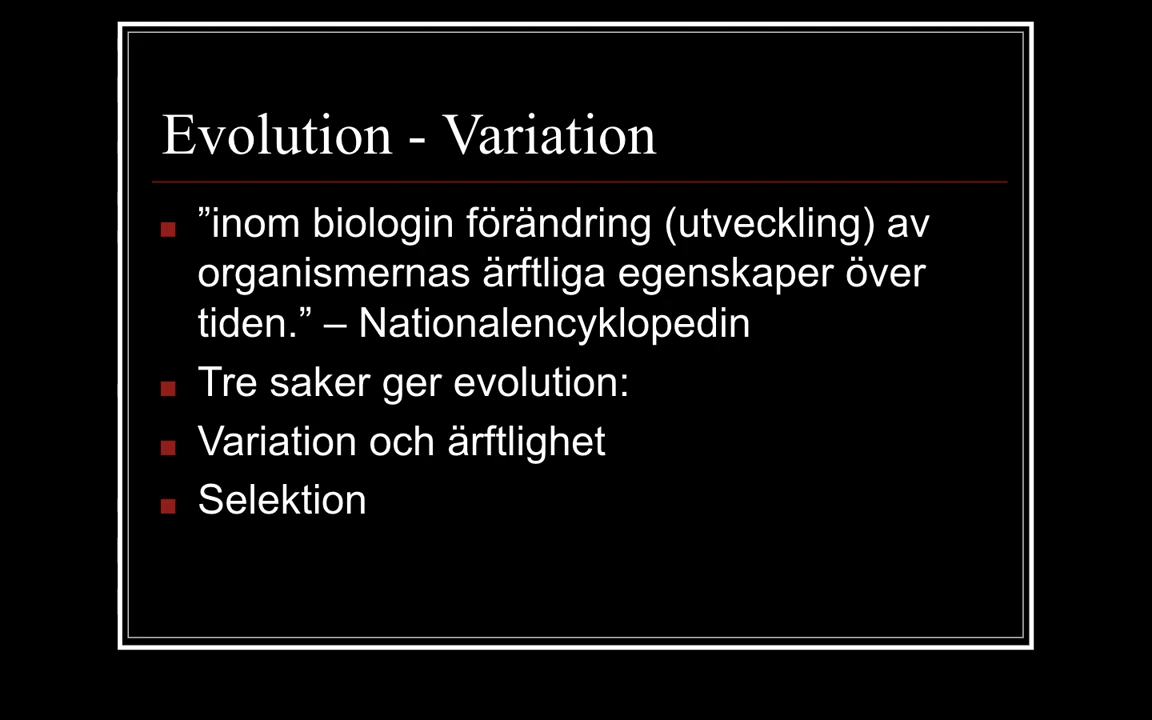 Evolution - Variation
”inom biologin förändring (utveckling) av
organismernas ärftliga egenskaper över
tiden.” – Nationalencyklopedin
Tre saker ger evolution:
Variation och ärftlighet
Selektion